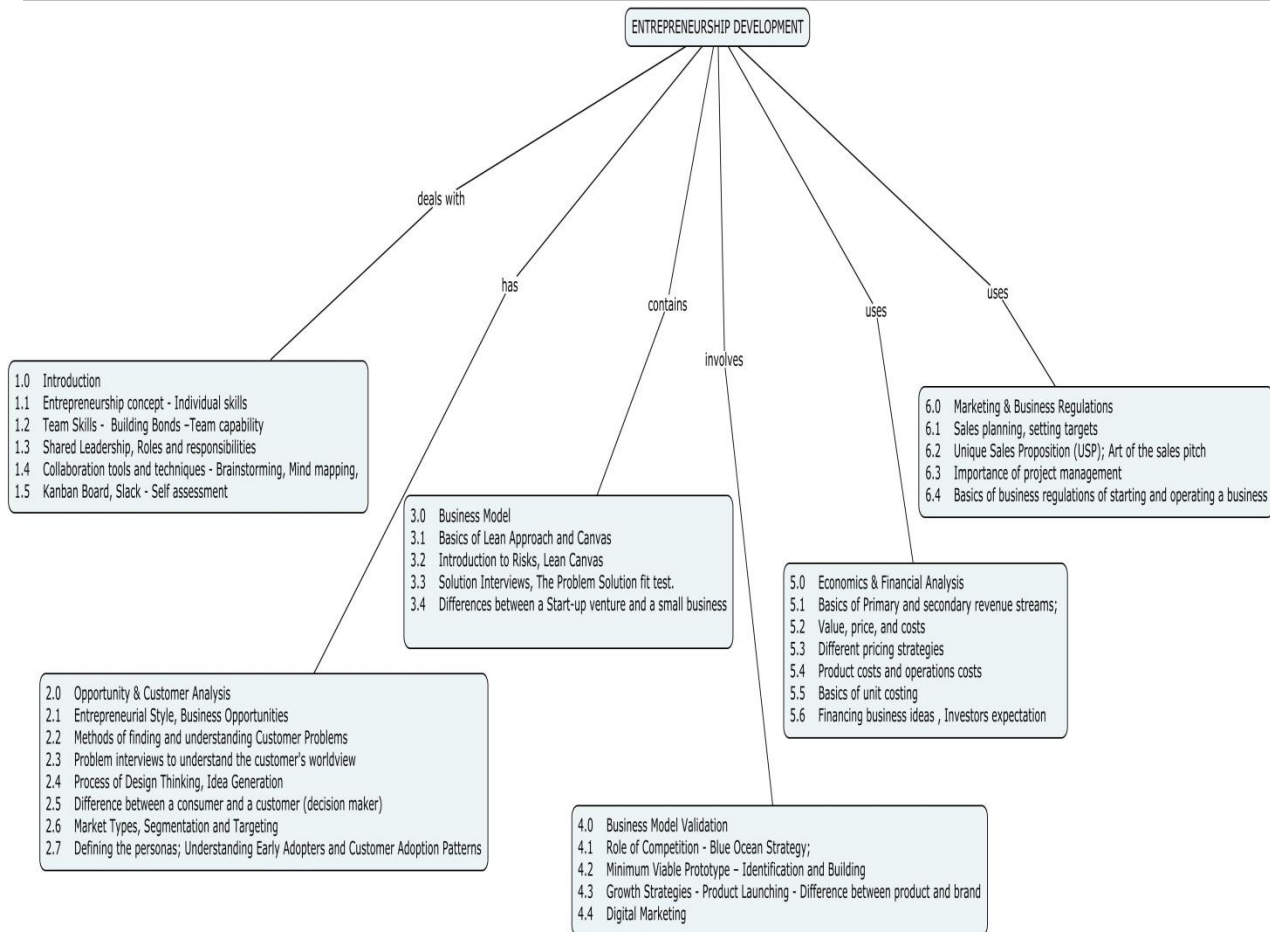 ENTREPRENEURSHIP DEVELOPMENT
deals with
has
contains
involves
uses
uses
1.0 Introduction
1.1 Entrepreneurship concept - Individual skills
1.2 Team Skills - Building Bonds –Team capability
1.3 Shared Leadership, Roles and responsibilities
1.4 Collaboration tools and techniques - Brainstorming, Mind mapping,
1.5 Kanban Board, Slack - Self assessment
2.0 Opportunity & Customer Analysis
2.1 Entrepreneurial Style, Business Opportunities
2.2 Methods of finding and understanding Customer Problems
2.3 Problem interviews to understand the customer's worldview
2.4 Process of Design Thinking, Idea Generation
2.5 Difference between a consumer and a customer (decision maker)
2.6 Market Types, Segmentation and Targeting
2.7 Defining the personas; Understanding Early Adopters and Customer Adoption Patterns
3.0 Business Model
3.1 Basics of Lean Approach and Canvas
3.2 Introduction to Risks, Lean Canvas
3.3 Solution Interviews, The Problem Solution fit test.
3.4 Differences between a Start-up venture and a small business
4.0 Business Model Validation
4.1 Role of Competition - Blue Ocean Strategy;
4.2 Minimum Viable Prototype – Identification and Building
4.3 Growth Strategies - Product Launching - Difference between product and brand
4.4 Digital Marketing
5.0 Economics & Financial Analysis
5.1 Basics of Primary and secondary revenue streams;
5.2 Value, price, and costs
5.3 Different pricing strategies
5.4 Product costs and operations costs
5.5 Basics of unit costing
5.6 Financing business ideas , Investors expectation
6.0 Marketing & Business Regulations
6.1 Sales planning, setting targets
6.2 Unique Sales Proposition (USP); Art of the sales pitch
6.3 Importance of project management
6.4 Basics of business regulations of starting and operating a business